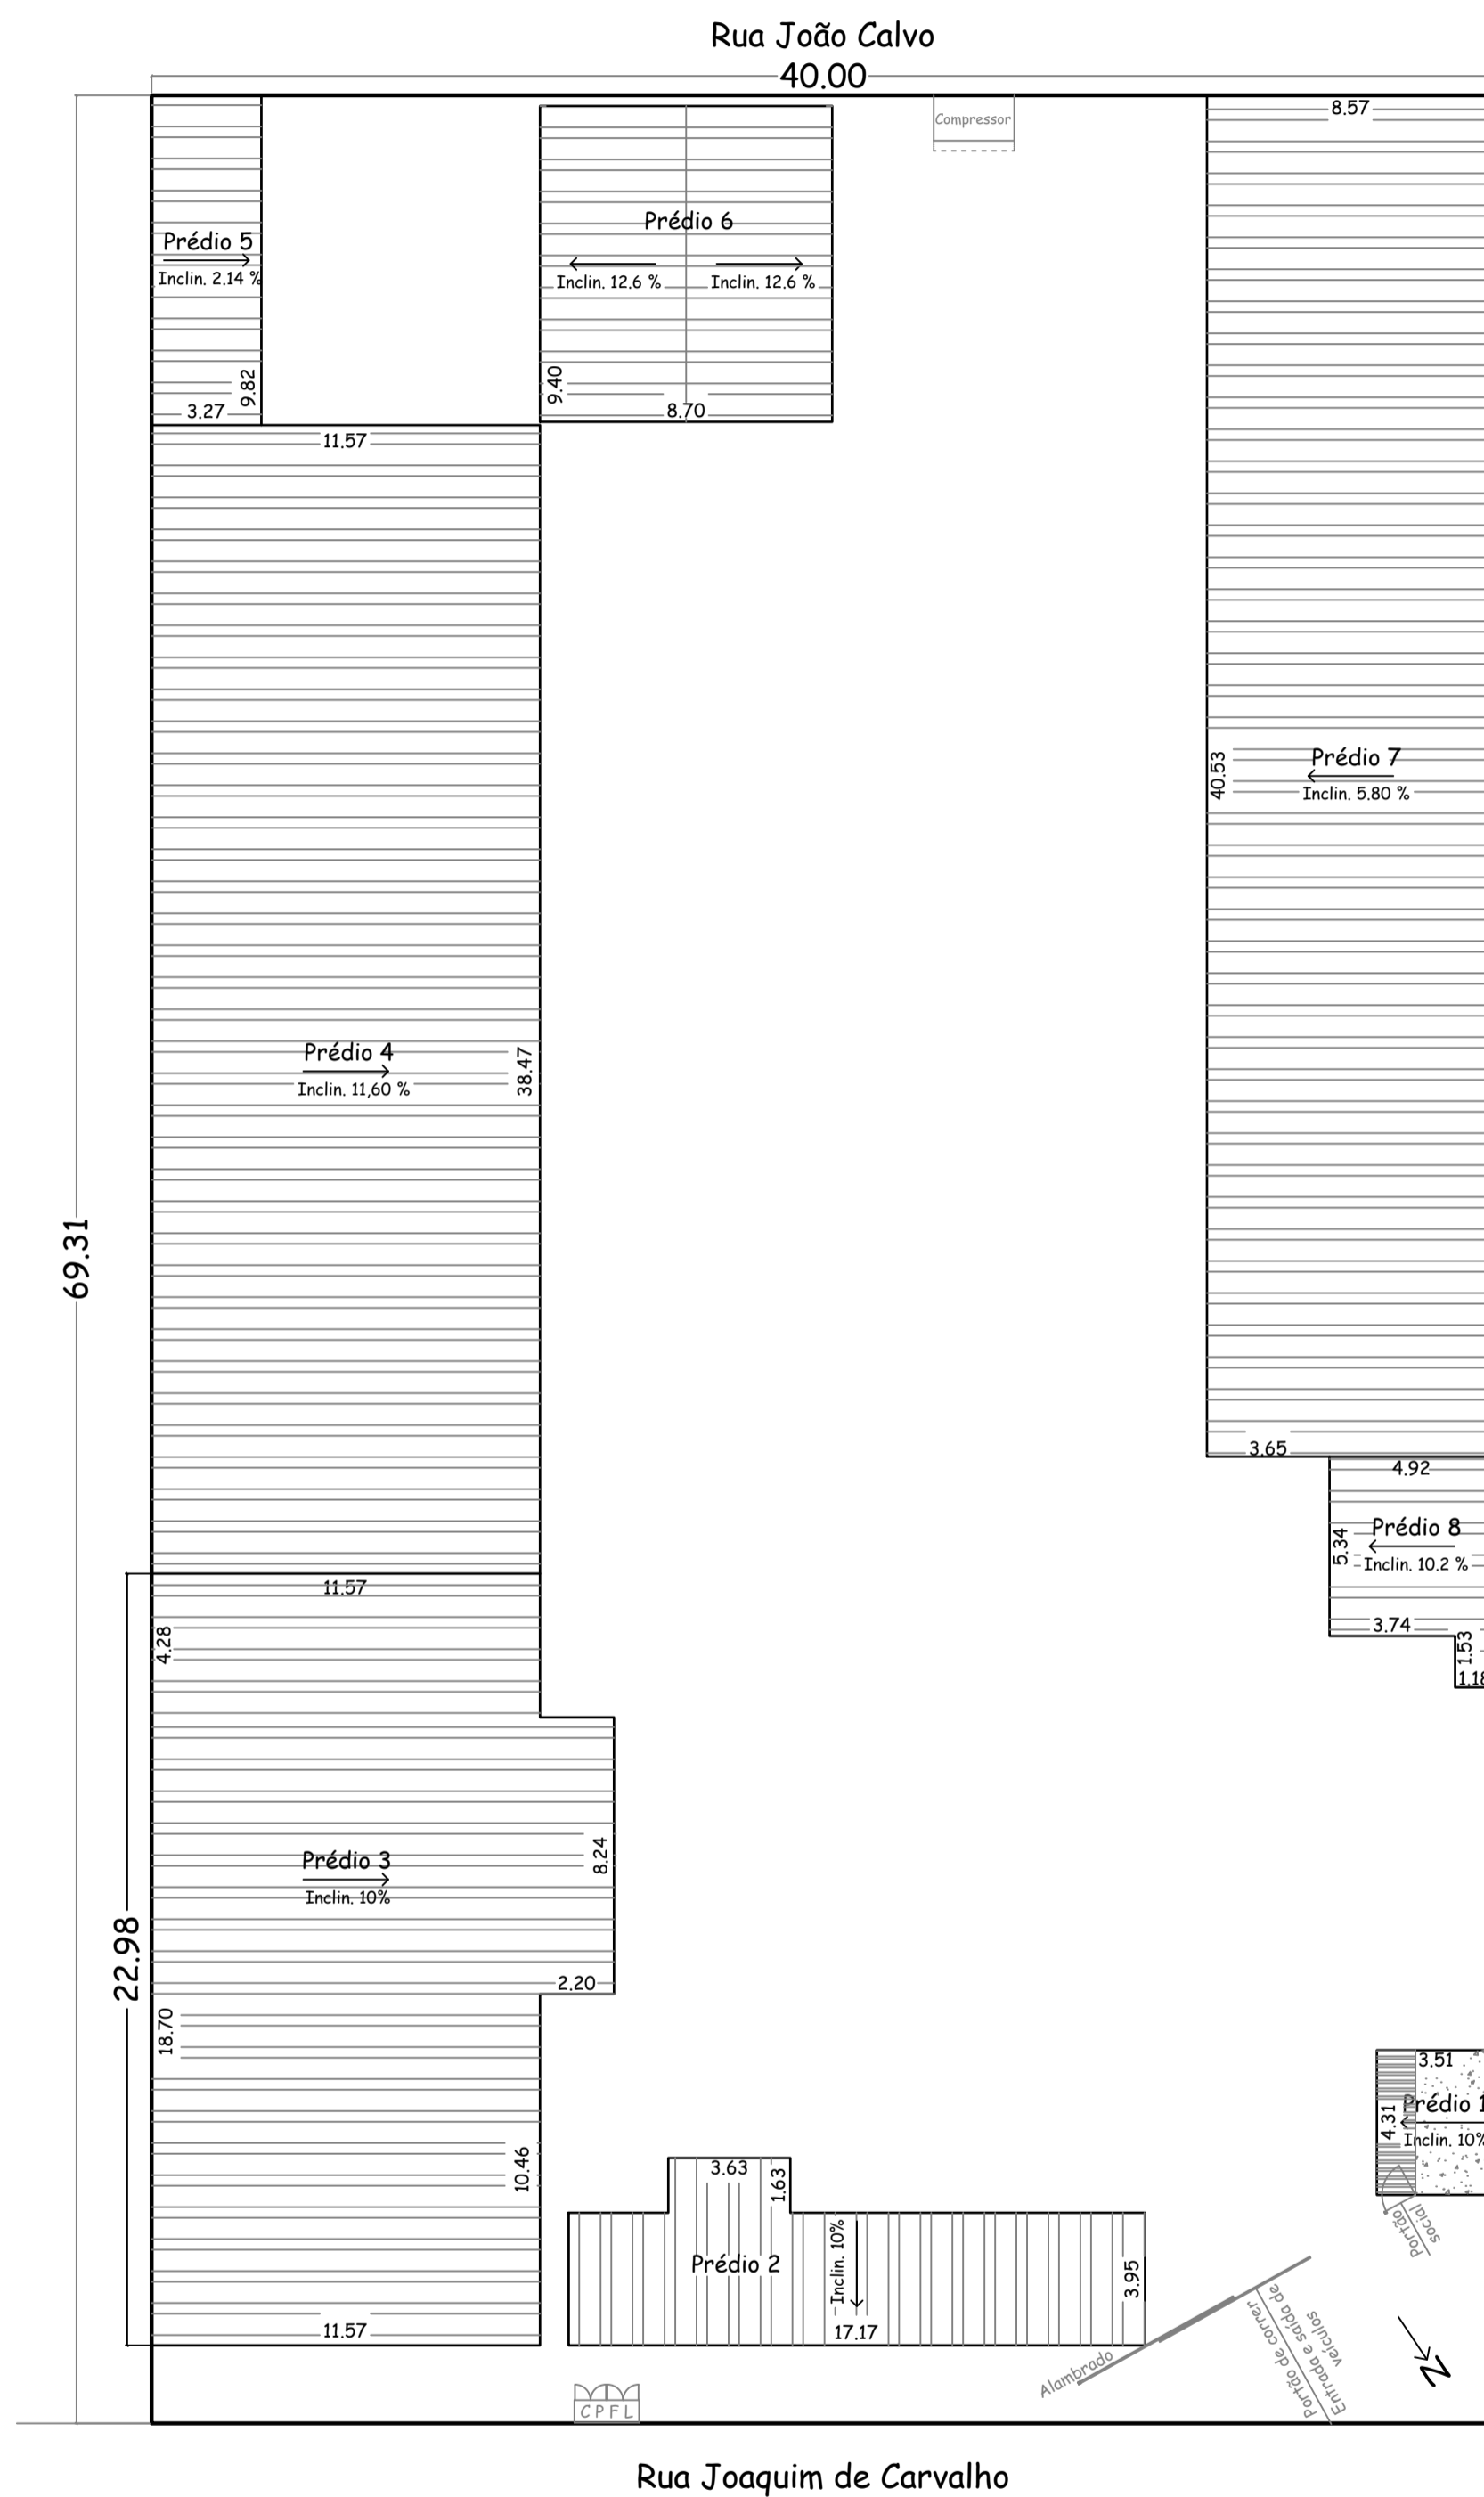 Rua João Calvo
40.00
Compressor
8.57
Prédio 5
Inclin. 2.14 %
9.82
3.27
Prédio 6
Inclin. 12.6 %
Inclin. 12.6 %
9.40
8.70
11.57
Prédio 7
40.53
Inclin. 5.80 %
Prédio 4
38.47
Inclin. 11,60 %
69.31
3.65
4.92
Prédio 8
5.34
Inclin. 10.2 %
11.57
4.28
3.74
1.53
1.18
Prédio 3
8.24
Inclin. 10%
22.98
2.20
18.70
3.51
Prédio 1
4.31
Inclin. 10%
10.46
3.63
1.63
Portão
social
Prédio 2
Inclin. 10%
3.95
11.57
17.17
Alambrado
Portão de correr
Entrada e saída de
veículos
N
C P F L
Rua Joaquim de Carvalho